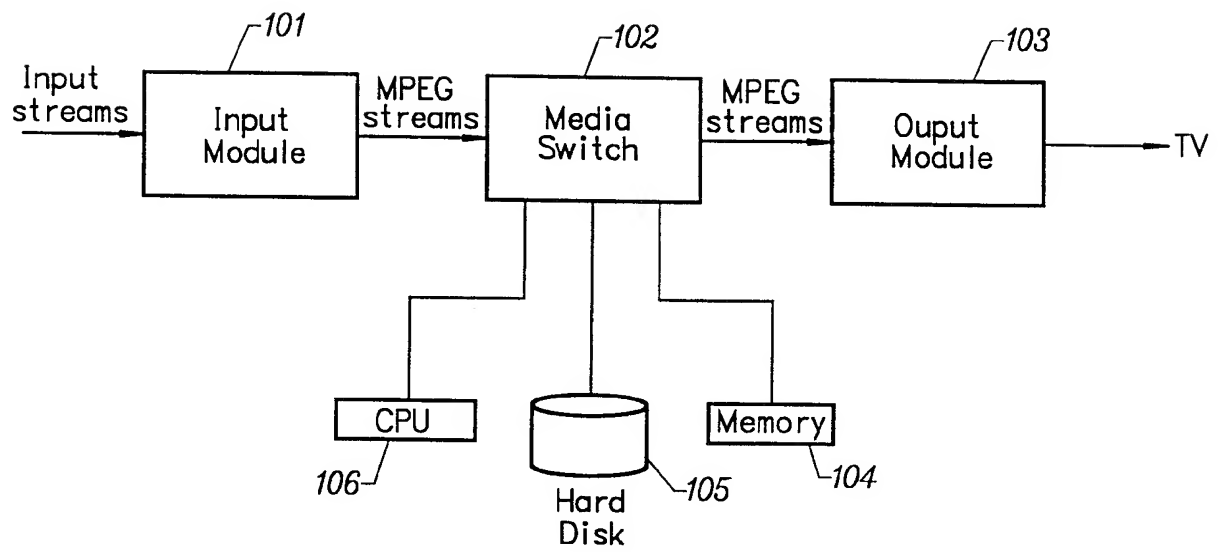 101
102
103
Input
streams
Input
Module
MPEG
streams
Media
Switch
MPEG
streams
Ouput
Module
TV
CPU
106
Hard
Disk
105
Memory
104